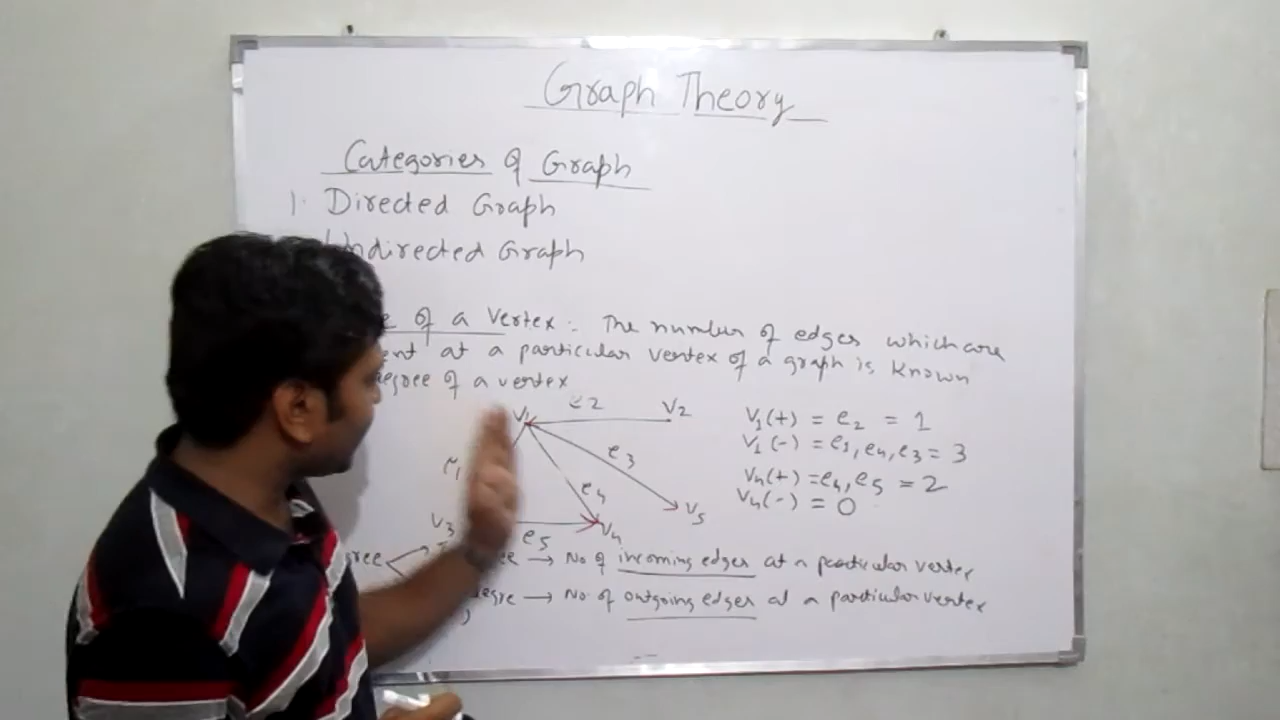 Graph Theory
Categories of Graph
1. Directed Graph
Undirected Graph
of a Vertex: The number of edges which are
at a particular vertex of a graph is known
degree of a vertex
V1 e2 V2
e1 e3
e4
V3 e5 V4 V5
V1(+) = e2 = 1
V1(-) = e1, e4, e3 = 3
V4(+) = e4, e5 = 2
V4(-) = 0
→ No of incoming edges at a particular vertex
→ No of outgoing edges at a particular vertex